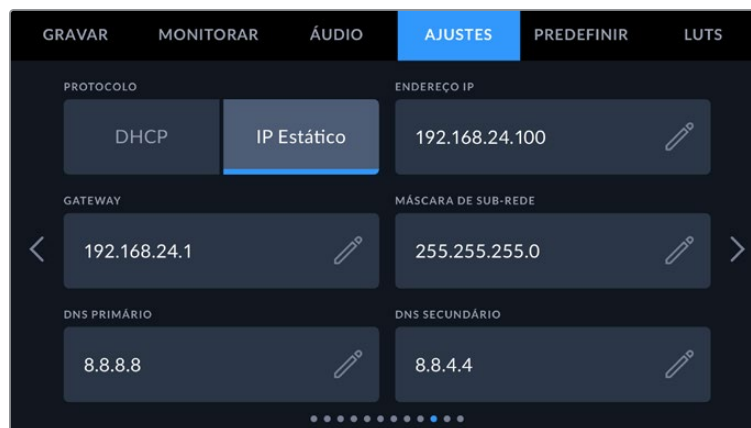 GRAVAR MONITORAR ÁUDIO AJUSTES PREDEFINIR LUTS
PROTOCOLO ENDEREÇO IP
DHCP IP Estático 192.168.24.100
GATEWAY MÁSCARA DE SUB-REDE
192.168.24.1 255.255.255.0
DNS PRIMÁRIO DNS SECUNDÁRIO
8.8.8.8 8.8.4.4